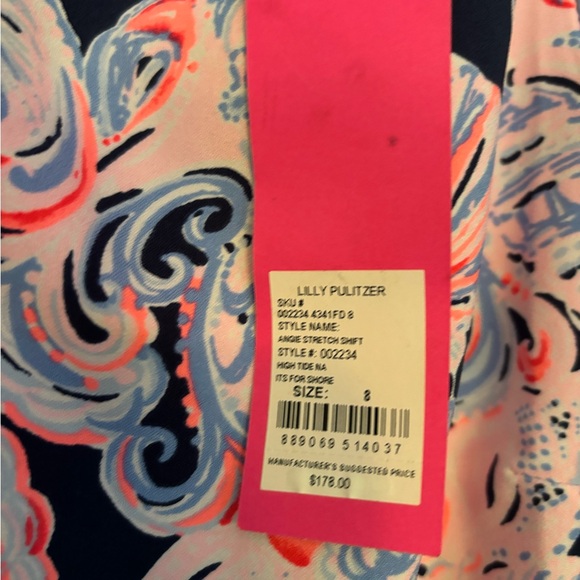 LILLY PULITZER
SKU #
002234 4341FD 8
STYLE NAME:
ANGIE STRETCH SHIFT
STYLE #: 002234
HIGH TIDE NA
ITS FOR SHORE
SIZE: 8
889069 514037
MANUFACTURER'S SUGGESTED PRICE
$178.00